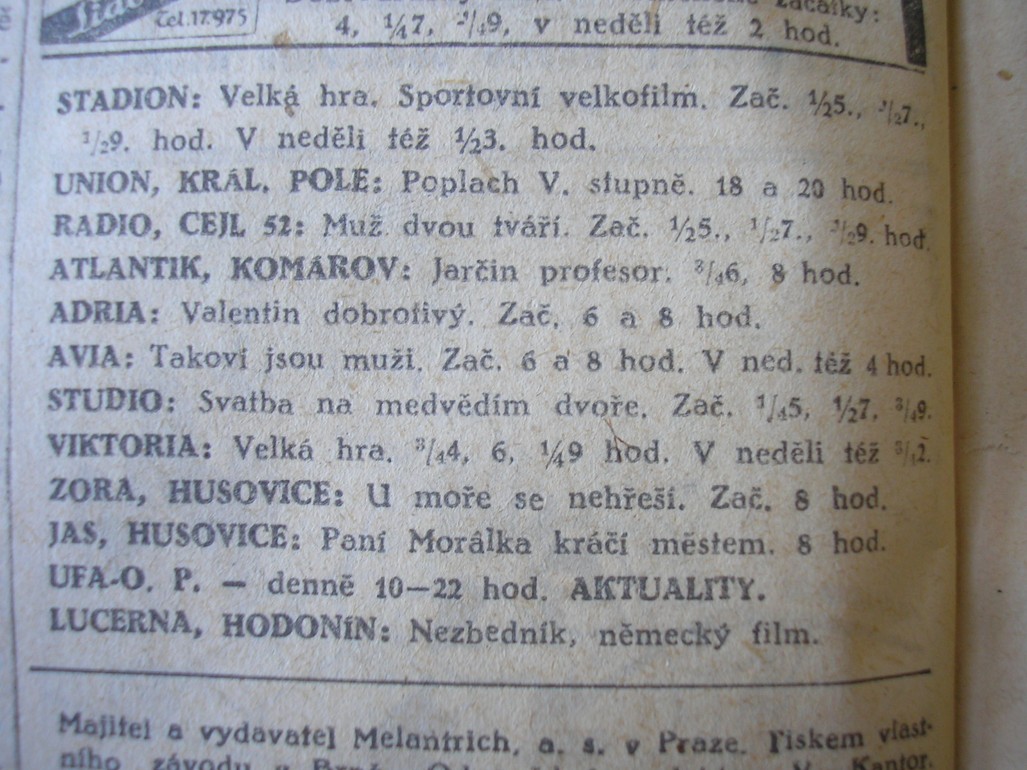 čel. 17.975
začátky:
4, ¼7, ¾9, v neděli též 2 hod.
STADION: Velká hra. Sportovní velkofilm. Zač. ½5., ½7.,
½9. hod. V neděli též ½3. hod.
UNION, KRÁL. POLE: Poplach V. stupně. 18 a 20 hod.
RADIO, CEJL 52: Muž dvou tváří. Zač. ½5., ½7., ½9. hod.
ATLANTIK, KOMÁROV: Jarčin profesor. ¾6, 8 hod.
ADRIA: Valentin dobrotivý. Zač. 6 a 8 hod.
AVIA: Takoví jsou muži. Zač. 6 a 8 hod. V ned. též 4 hod.
STUDIO: Svatba na medvědím dvoře. Zač. ¼5, ½7, ¾9.
VIKTORIA: Velká hra. ¾4, 6, ¼9 hod. V neděli též
ZORA, HUSOVICE: U moře se nehřeší. Zač. 8 hod.
JAS, HUSOVICE: Paní Morálka kráčí městem. 8 hod.
UFA-O. P. — denně 10—22 hod. AKTUALITY.
LUCERNA, HODONÍN: Nezbedník, německý film.
Majitel a vydavatel Melantrich, a. s. v Praze. Tiskem vlast-
ního závodu v Brně.